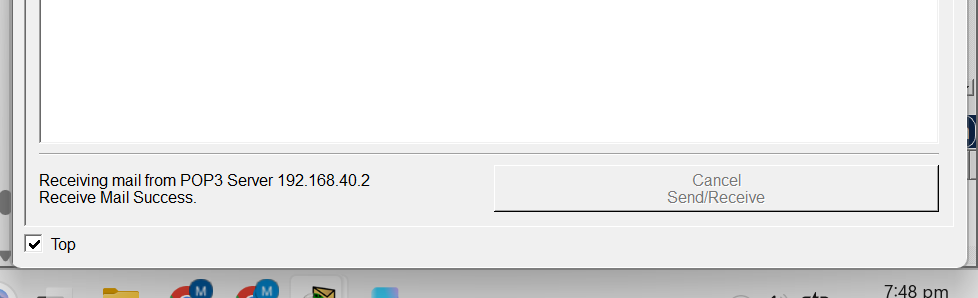 Receiving mail from POP3 Server 192.168.40.2
Receive Mail Success.
Cancel
Send/Receive
Top
M
M
7:48 pm